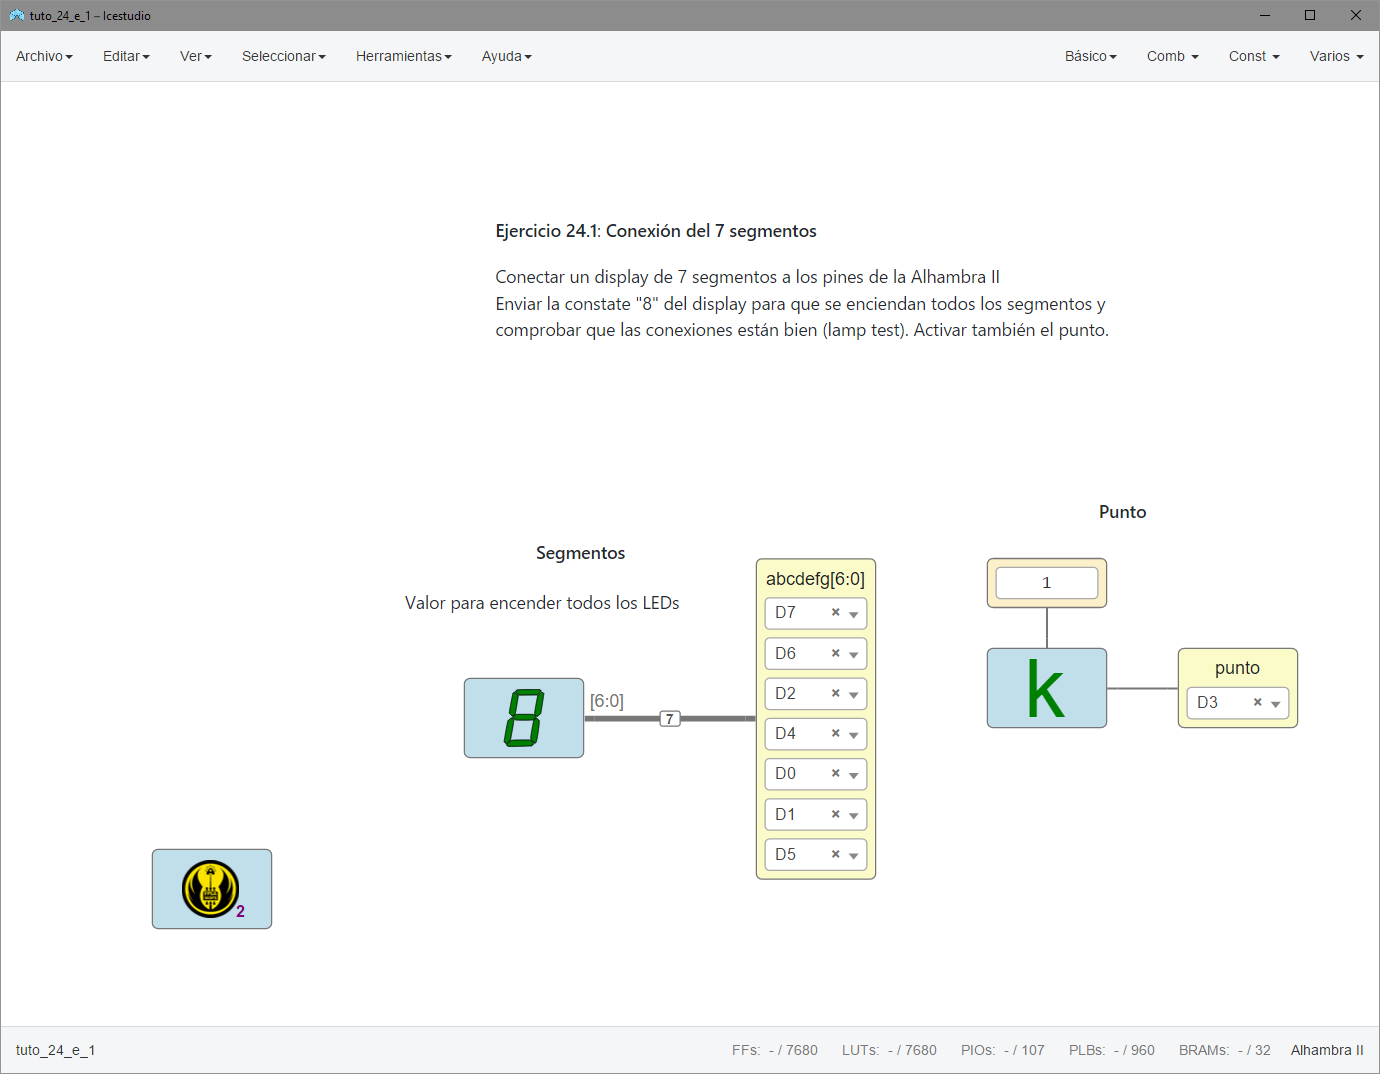 tuto_24_e_1 – Icestudio
Archivo Editar Ver Seleccionar Herramientas Ayuda Básico Comb Const Varios
Ejercicio 24.1: Conexión del 7 segmentos
Conectar un display de 7 segmentos a los pines de la Alhambra II
Enviar la constate "8" del display para que se enciendan todos los segmentos y
comprobar que las conexiones están bien (lamp test). Activar también el punto.
Punto
Segmentos
Valor para encender todos los LEDs
8
[6:0]
7
abcdefg[6:0]
D7
D6
D2
D4
D0
D1
D5
1
k
punto
D3
2
tuto_24_e_1
FFs: - / 7680 LUTs: - / 7680 PIOs: - / 107 PLBs: - / 960 BRAMs: - / 32 Alhambra II